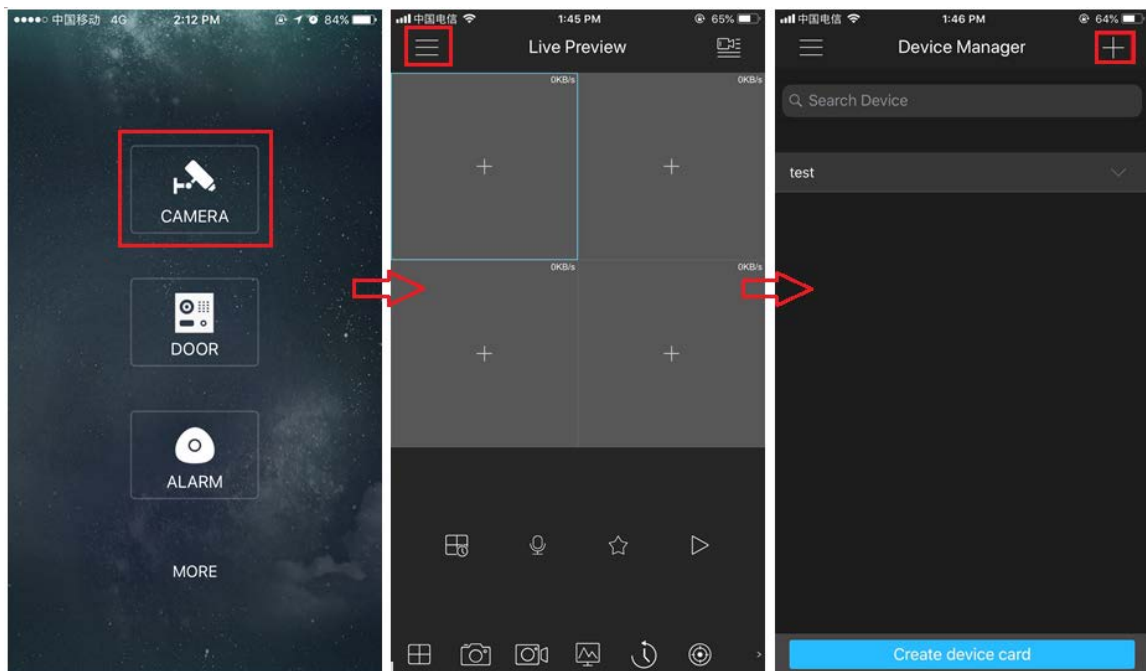 中国移动 4G 2:12 PM 84%
CAMERA
DOOR
ALARM
MORE
中国电信 1:45 PM 65%
Live Preview
0KB/s 0KB/s
0KB/s 0KB/s
中国电信 1:46 PM 64%
Device Manager
Search Device
test
Create device card